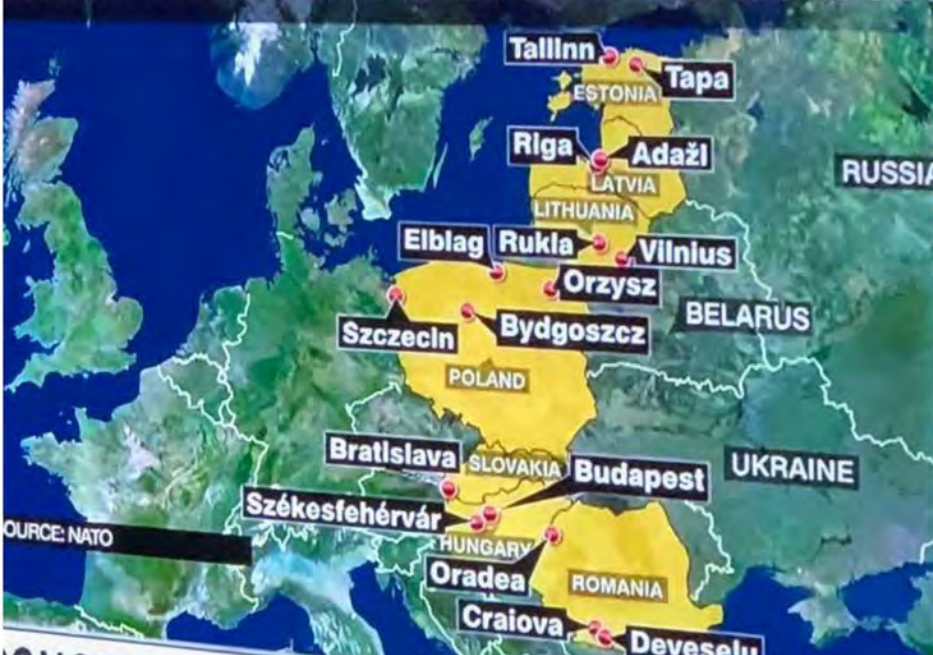 Tallinn
Tapa
ESTONIA
Riga
Adaži
LATVIA
RUSSIA
LITHUANIA
Elblag
Rukla
Vilnius
Orzysz
Szczecin
Bydgoszcz
BELARUS
POLAND
Bratislava
SLOVAKIA
Budapest
UKRAINE
Székesfehérvár
OURCE: NATO
HUNGARY
Oradea
ROMANIA
Craiova
Deveselu